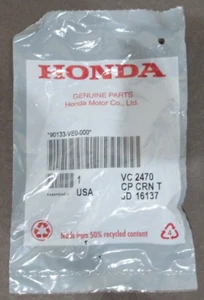 HONDA
GENUINE PARTS
Honda Motor Co., Ltd.
*90133-VE0-000*
1 VC 2470
CP CRN T
USA JD 16137
Made from 50% recycled content
4